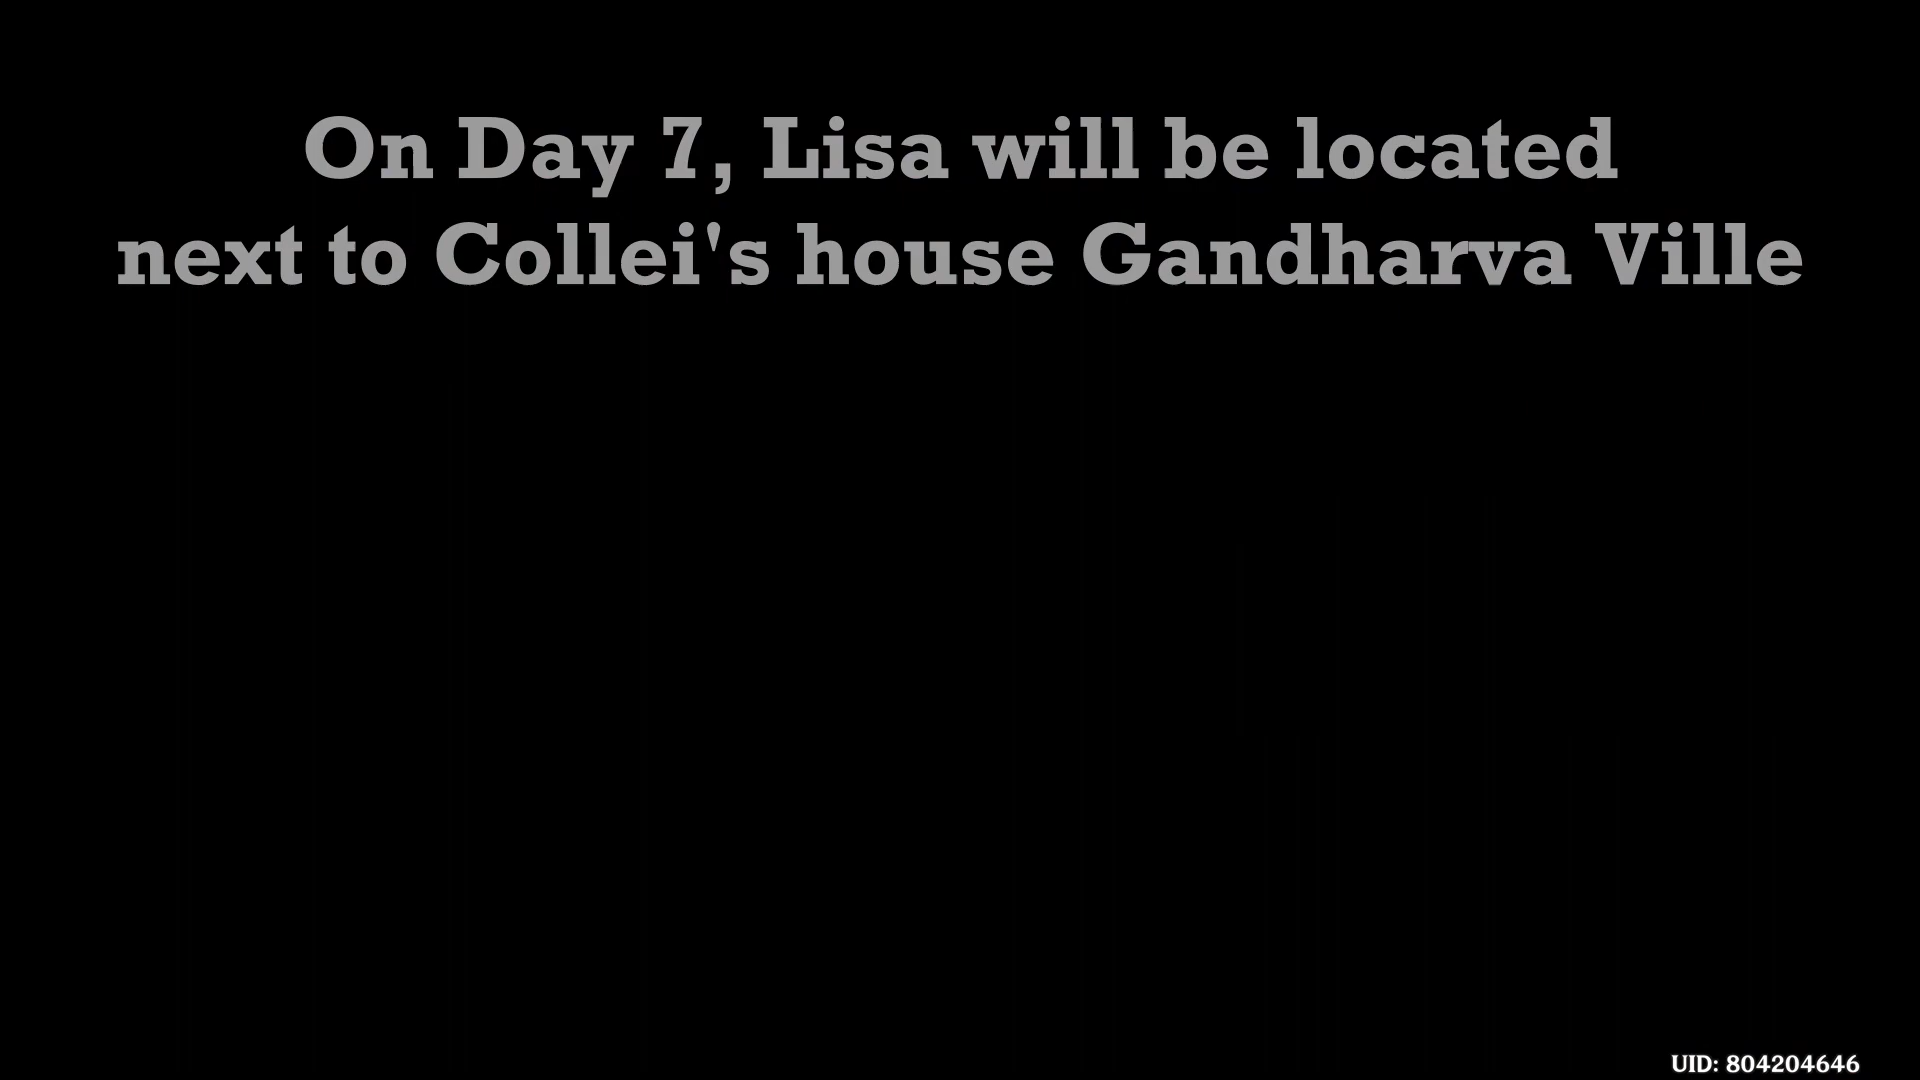 On Day 7, Lisa will be located
next to Collei's house Gandharva Ville
UID: 804204646